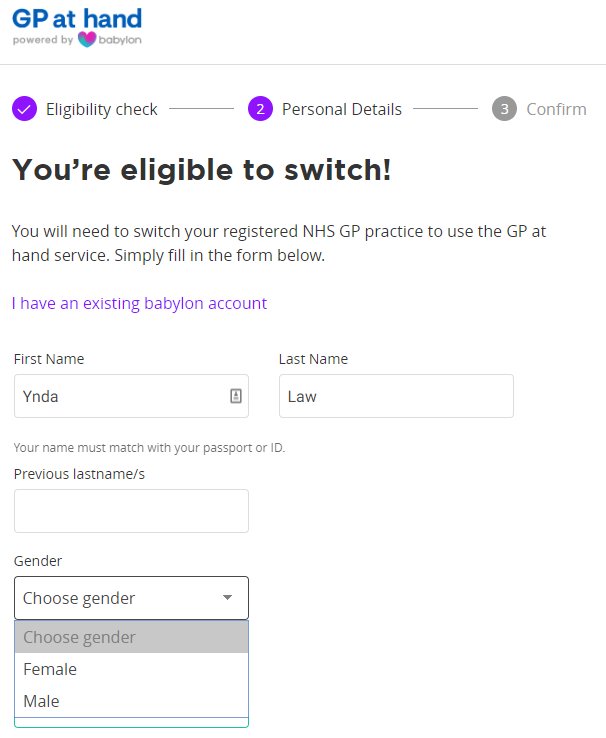 GP at hand
powered by babylon
Eligibility check
2 Personal Details
3 Confirm
You’re eligible to switch!
You will need to switch your registered NHS GP practice to use the GP at
hand service. Simply fill in the form below.
I have an existing babylon account
First Name
Last Name
Ynda
Law
Your name must match with your passport or ID.
Previous lastname/s
Gender
Choose gender
Choose gender
Female
Male